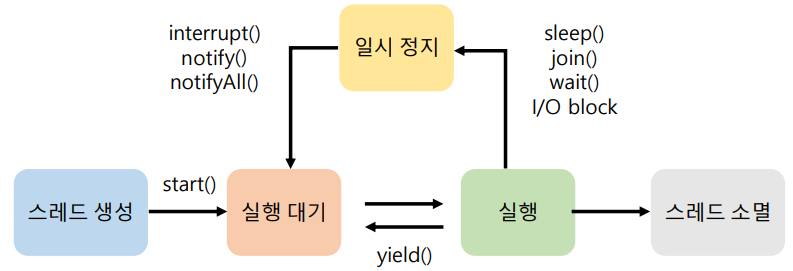 interrupt()
notify()
notifyAll()
일시 정지
sleep()
join()
wait()
I/O block
스레드 생성
start()
실행 대기
yield()
실행
스레드 소멸